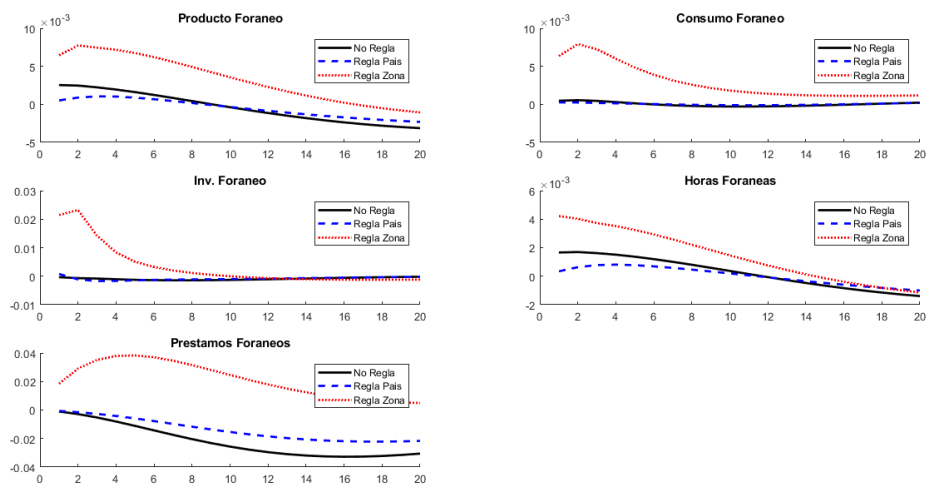 Producto Foraneo
×10⁻³
10
5
0
-5
0 2 4 6 8 10 12 14 16 18 20
No Regla
Regla Pais
Regla Zona
Consumo Foraneo
×10⁻³
10
5
0
-5
0 2 4 6 8 10 12 14 16 18 20
No Regla
Regla Pais
Regla Zona
Inv. Foraneo
0.03
0.02
0.01
0
-0.01
0 2 4 6 8 10 12 14 16 18 20
No Regla
Regla Pais
Regla Zona
Horas Foraneas
×10⁻³
6
4
2
0
-2
0 2 4 6 8 10 12 14 16 18 20
No Regla
Regla Pais
Regla Zona
Prestamos Foraneos
0.04
0.02
0
-0.02
-0.04
0 2 4 6 8 10 12 14 16 18 20
No Regla
Regla Pais
Regla Zona